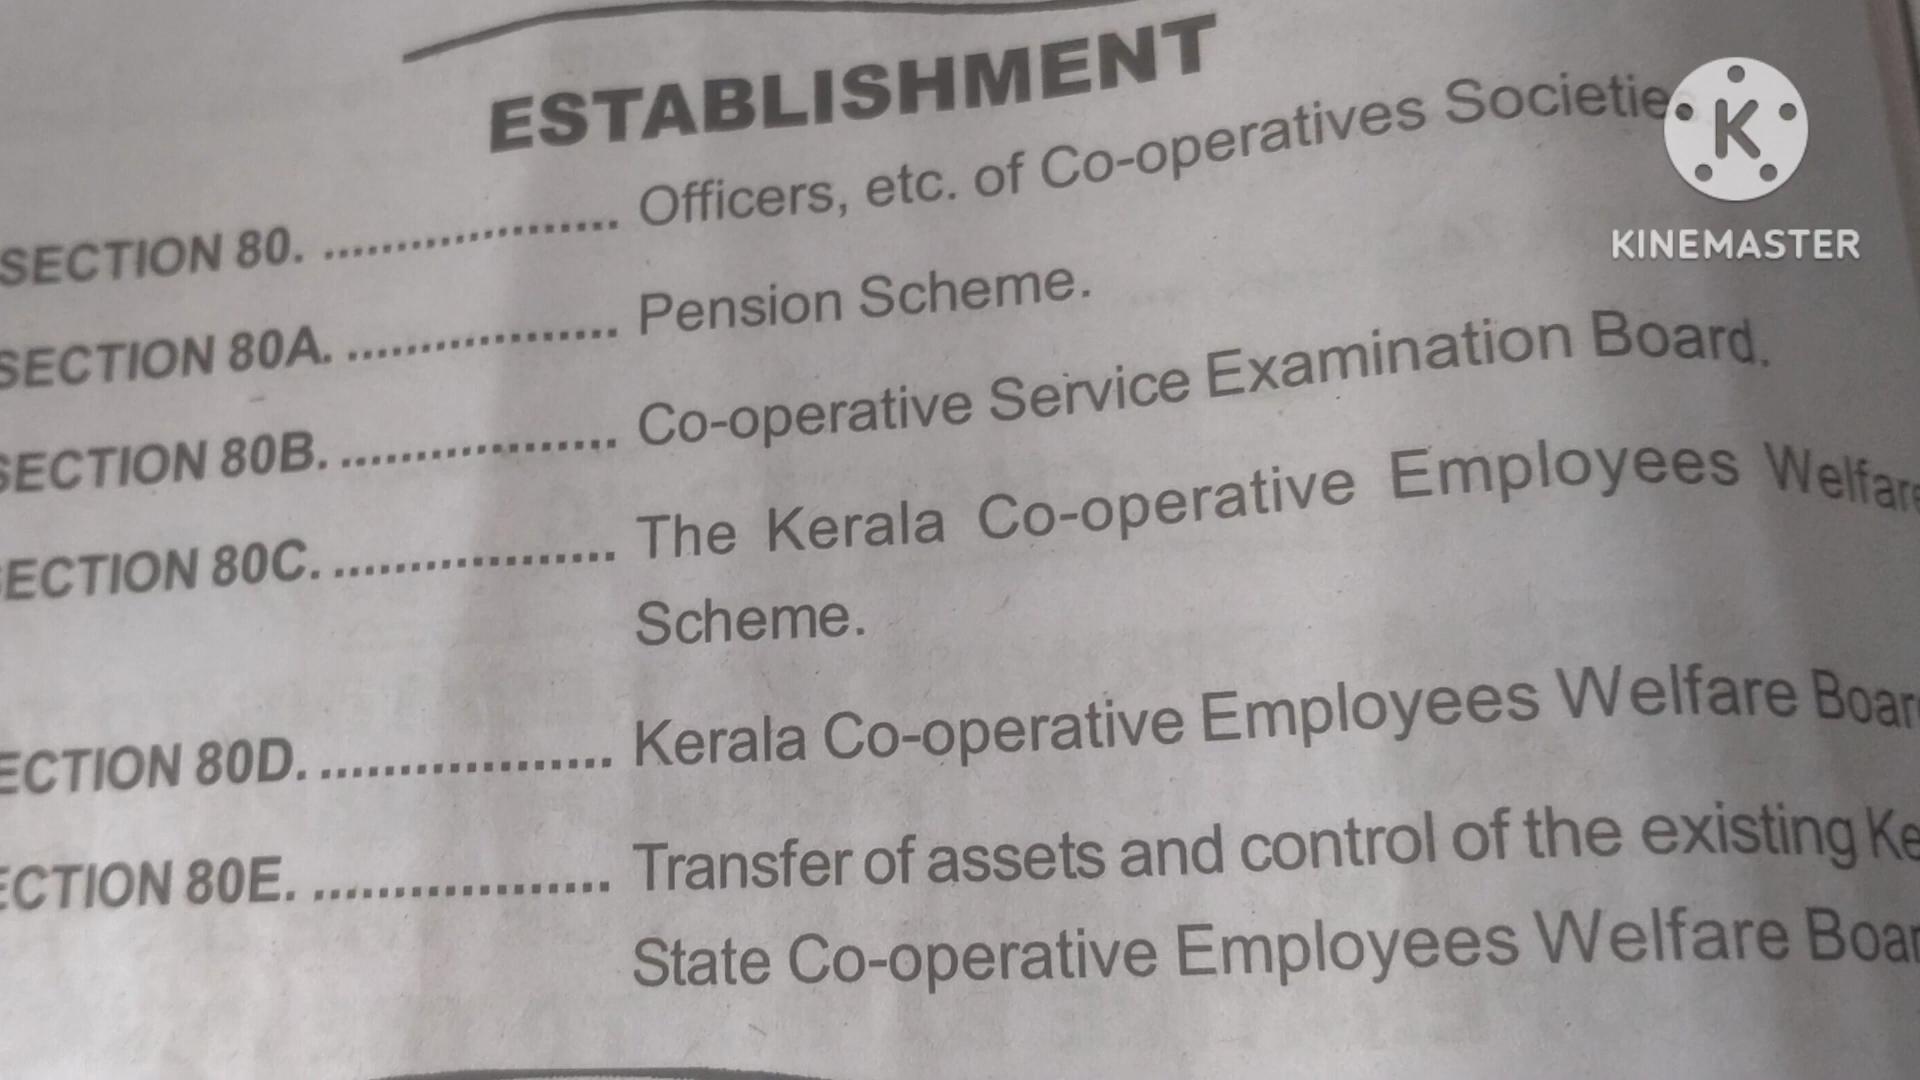 ESTABLISHMENT
SECTION 80. .................... Officers, etc. of Co-operatives Societie
SECTION 80A. ................... Pension Scheme.
SECTION 80B. ................... Co-operative Service Examination Board.
ECTION 80C. ................... The Kerala Co-operative Employees Welfare
Scheme.
ECTION 80D. ................... Kerala Co-operative Employees Welfare Boar
ECTION 80E. ................... Transfer of assets and control of the existing Ke
State Co-operative Employees Welfare Boar
K
KINEMASTER